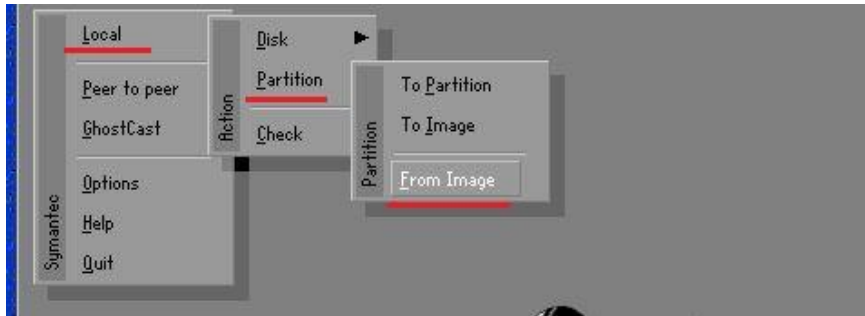 Local
Peer to peer
GhostCast
Options
Help
Quit
Symantec
Disk
Partition
Check
Action
To Partition
To Image
From Image
Partition